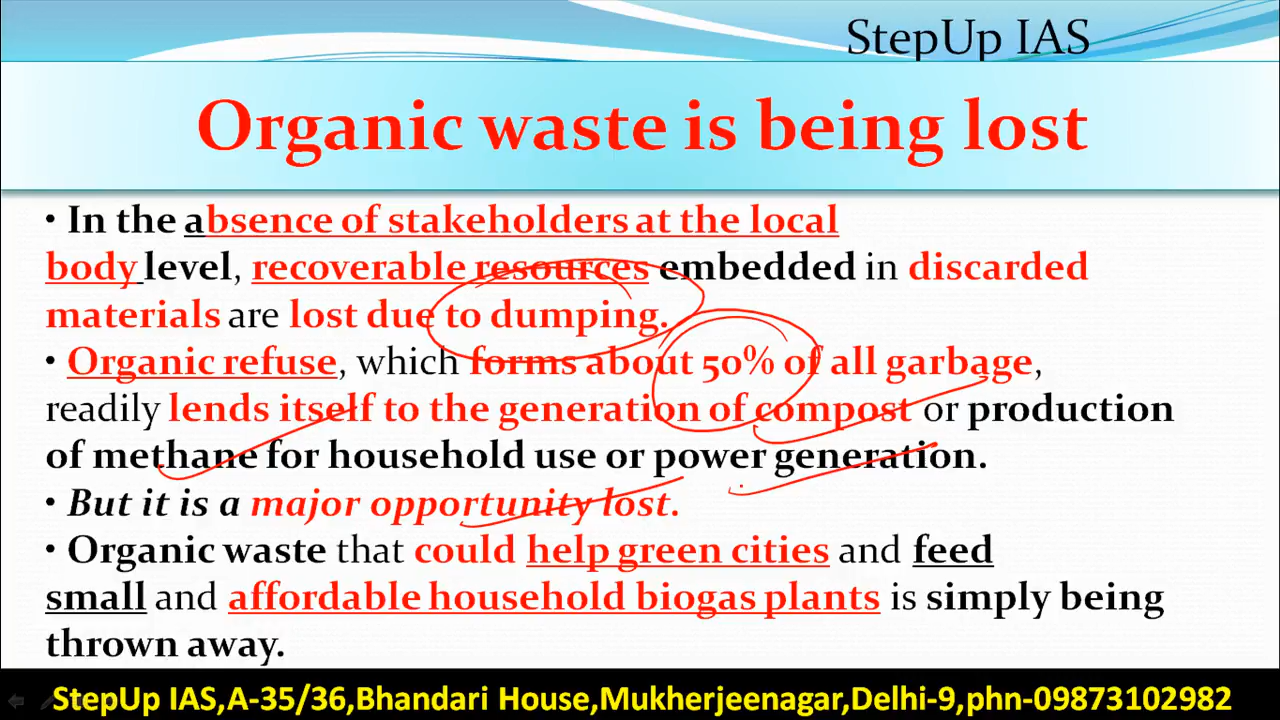 StepUp IAS
Organic waste is being lost
• In the absence of stakeholders at the local
body level, recoverable resources embedded in discarded
materials are lost due to dumping.
• Organic refuse, which forms about 50% of all garbage,
readily lends itself to the generation of compost or production
of methane for household use or power generation.
• But it is a major opportunity lost.
• Organic waste that could help green cities and feed
small and affordable household biogas plants is simply being
thrown away.
StepUp IAS,A-35/36,Bhandari House,Mukherjeenagar,Delhi-9,phn-09873102982